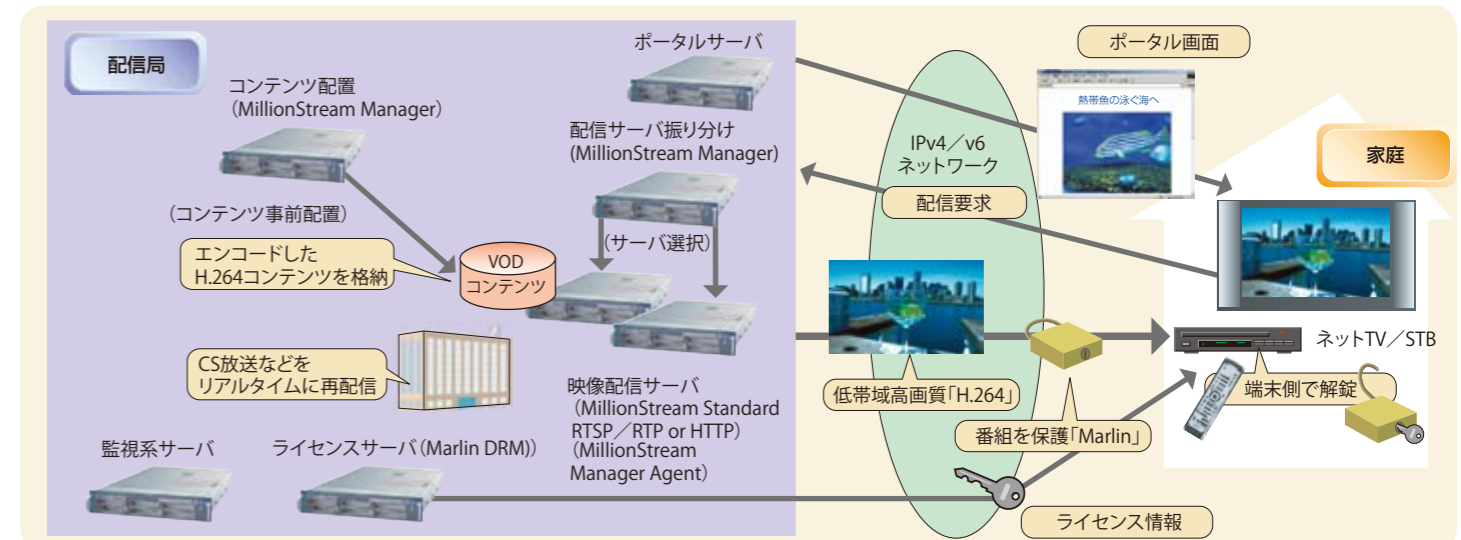 配信局
コンテンツ配置
（MillionStream Manager）
（コンテンツ事前配置）
エンコードした
H.264コンテンツを格納
VOD
コンテンツ
CS放送などを
リアルタイムに再配信
監視系サーバ
ライセンスサーバ（Marlin DRM)）
ポータルサーバ
配信サーバ振り分け
(MillionStream Manager)
（サーバ選択）
映像配信サーバ
（MillionStream Standard
RTSP／RTP or HTTP）
（MillionStream
Manager Agent）
IPv4／v6
ネットワーク
配信要求
低帯域高画質「H.264」
番組を保護「Marlin」
ライセンス情報
ポータル画面
熱帯魚の泳ぐ海へ
家庭
ネットTV／STB
端末側で解錠